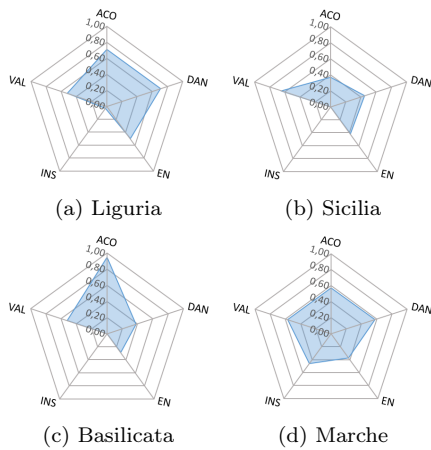 ACO
1,00
0,80
0,60
0,40
0,20
0,00
VAL
DAN
INS
EN
(a) Liguria
ACO
1,00
0,80
0,60
0,40
0,20
0,00
VAL
DAN
INS
EN
(b) Sicilia
ACO
1,00
0,80
0,60
0,40
0,20
0,00
VAL
DAN
INS
EN
(c) Basilicata
ACO
1,00
0,80
0,60
0,40
0,20
0,00
VAL
DAN
INS
EN
(d) Marche